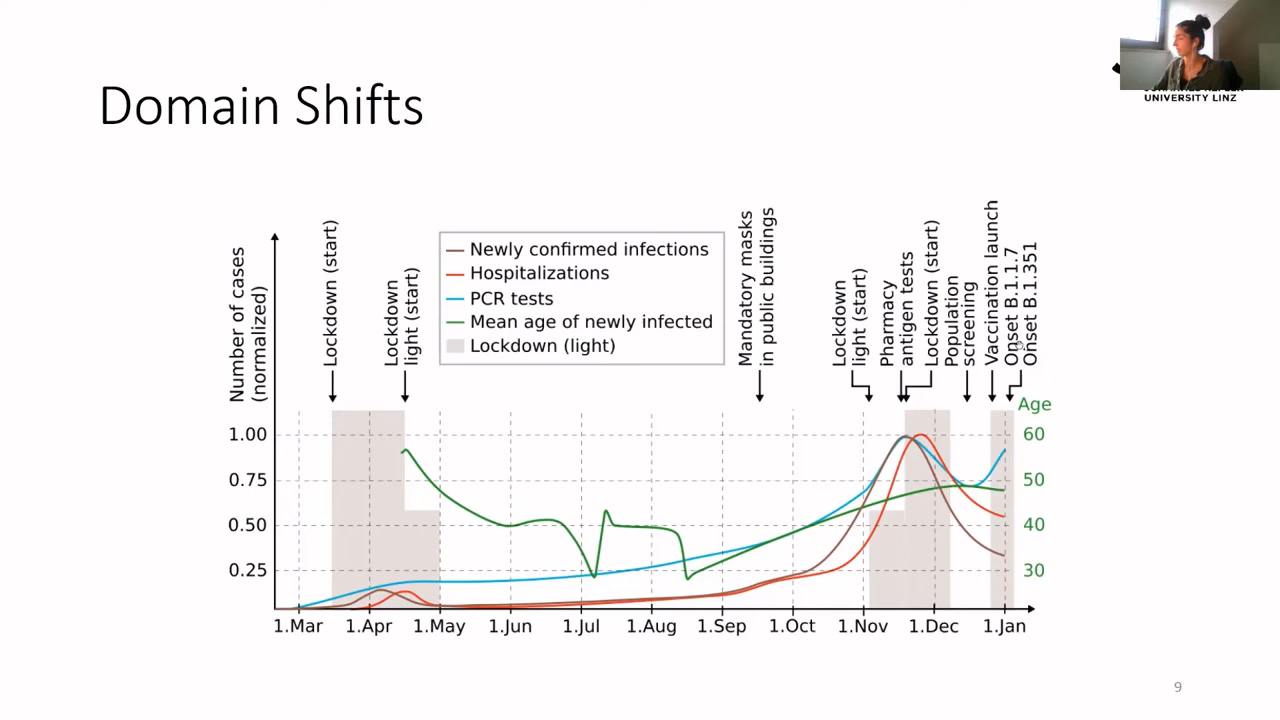 Domain Shifts
UNIVERSITY LINZ
Number of cases
(normalized)
Lockdown (start)
Lockdown
light (start)
Newly confirmed infections
Hospitalizations
PCR tests
Mean age of newly infected
Lockdown (light)
Mandatory masks
in public buildings
Lockdown
light (start)
Pharmacy
antigen tests
Lockdown (start)
Population
screening
Vaccination launch
Onset B.1.1.7
Onset B.1.351
Age
1.00
0.75
0.50
0.25
60
50
40
30
1.Mar 1.Apr 1.May 1.Jun 1.Jul 1.Aug 1.Sep 1.Oct 1.Nov 1.Dec 1.Jan
9